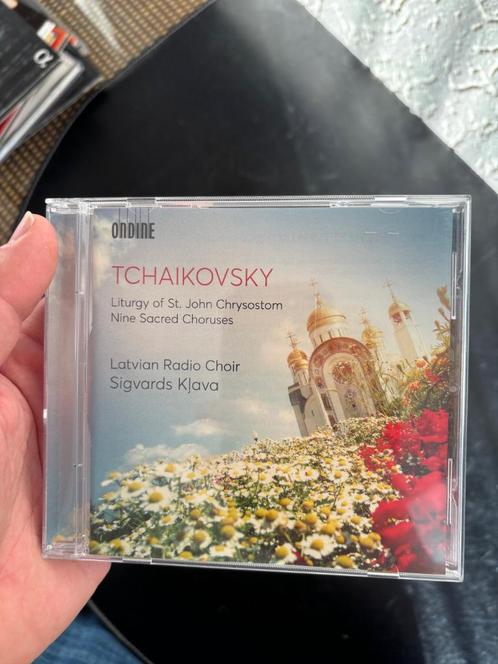 ONDINE
TCHAIKOVSKY
Liturgy of St. John Chrysostom
Nine Sacred Choruses
Latvian Radio Choir
Sigvards Kļava
α